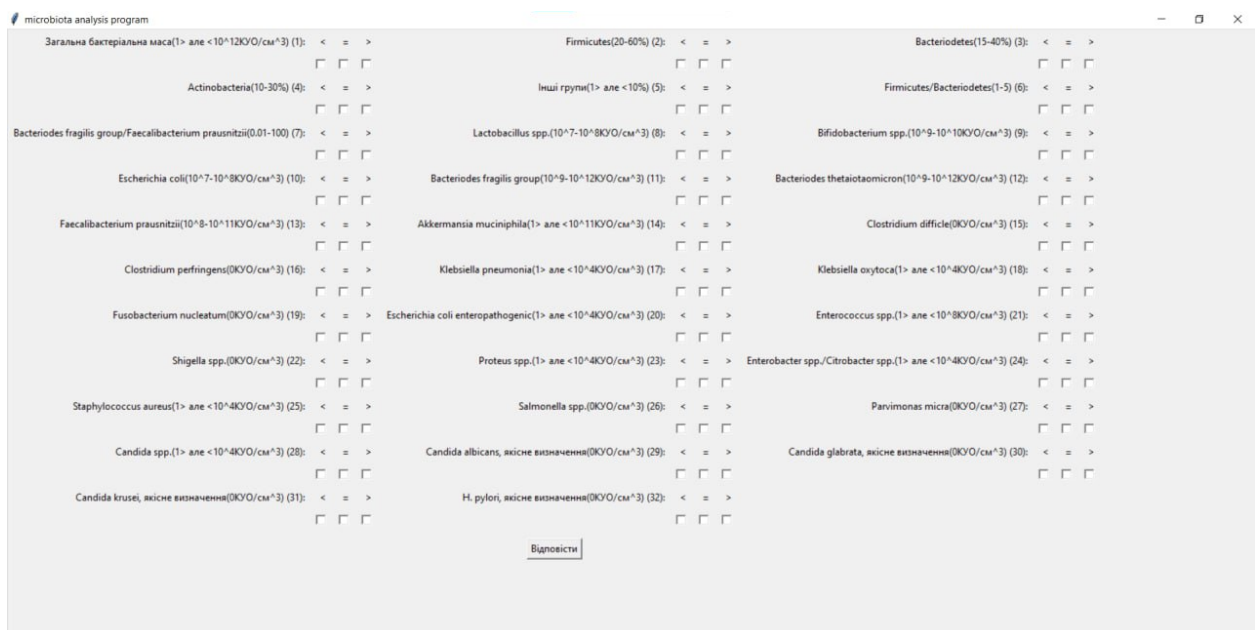 microbiota analysis program
Загальна бактеріальна маса(1> але <10^12КУО/см^3) (1): < = > Firmicutes(20-60%) (2): < = > Bacteriodetes(15-40%) (3): < = >
Actinobacteria(10-30%) (4): < = > Інші групи(1> але <10%) (5): < = > Firmicutes/Bacteriodetes(1-5) (6): < = >
Bacteriodes fragilis group/Faecalibacterium prausnitzii(0.01-100) (7): < = > Lactobacillus spp.(10^7-10^8КУО/см^3) (8): < = > Bifidobacterium spp.(10^9-10^10КУО/см^3) (9): < = >
Escherichia coli(10^7-10^8КУО/см^3) (10): < = > Bacteriodes fragilis group(10^9-10^12КУО/см^3) (11): < = > Bacteriodes thetaiotaomicron(10^9-10^12КУО/см^3) (12): < = >
Faecalibacterium prausnitzii(10^8-10^11КУО/см^3) (13): < = > Akkermansia muciniphila(1> але <10^11КУО/см^3) (14): < = > Clostridium difficle(0КУО/см^3) (15): < = >
Clostridium perfringens(0КУО/см^3) (16): < = > Klebsiella pneumonia(1> але <10^4КУО/см^3) (17): < = > Klebsiella oxytoca(1> але <10^4КУО/см^3) (18): < = >
Fusobacterium nucleatum(0КУО/см^3) (19): < = > Escherichia coli enteropathogenic(1> але <10^4КУО/см^3) (20): < = > Enterococcus spp.(1> але <10^8КУО/см^3) (21): < = >
Shigella spp.(0КУО/см^3) (22): < = > Proteus spp.(1> але <10^4КУО/см^3) (23): < = > Enterobacter spp./Citrobacter spp.(1> але <10^4КУО/см^3) (24): < = >
Staphylococcus aureus(1> але <10^4КУО/см^3) (25): < = > Salmonella spp.(0КУО/см^3) (26): < = > Parvimonas micra(0КУО/см^3) (27): < = >
Candida spp.(1> але <10^4КУО/см^3) (28): < = > Candida albicans, якісне визначення(0КУО/см^3) (29): < = > Candida glabrata, якісне визначення(0КУО/см^3) (30): < = >
Candida krusei, якісне визначення(0КУО/см^3) (31): < = > H. pylori, якісне визначення(0КУО/см^3) (32): < = >
Відповісти